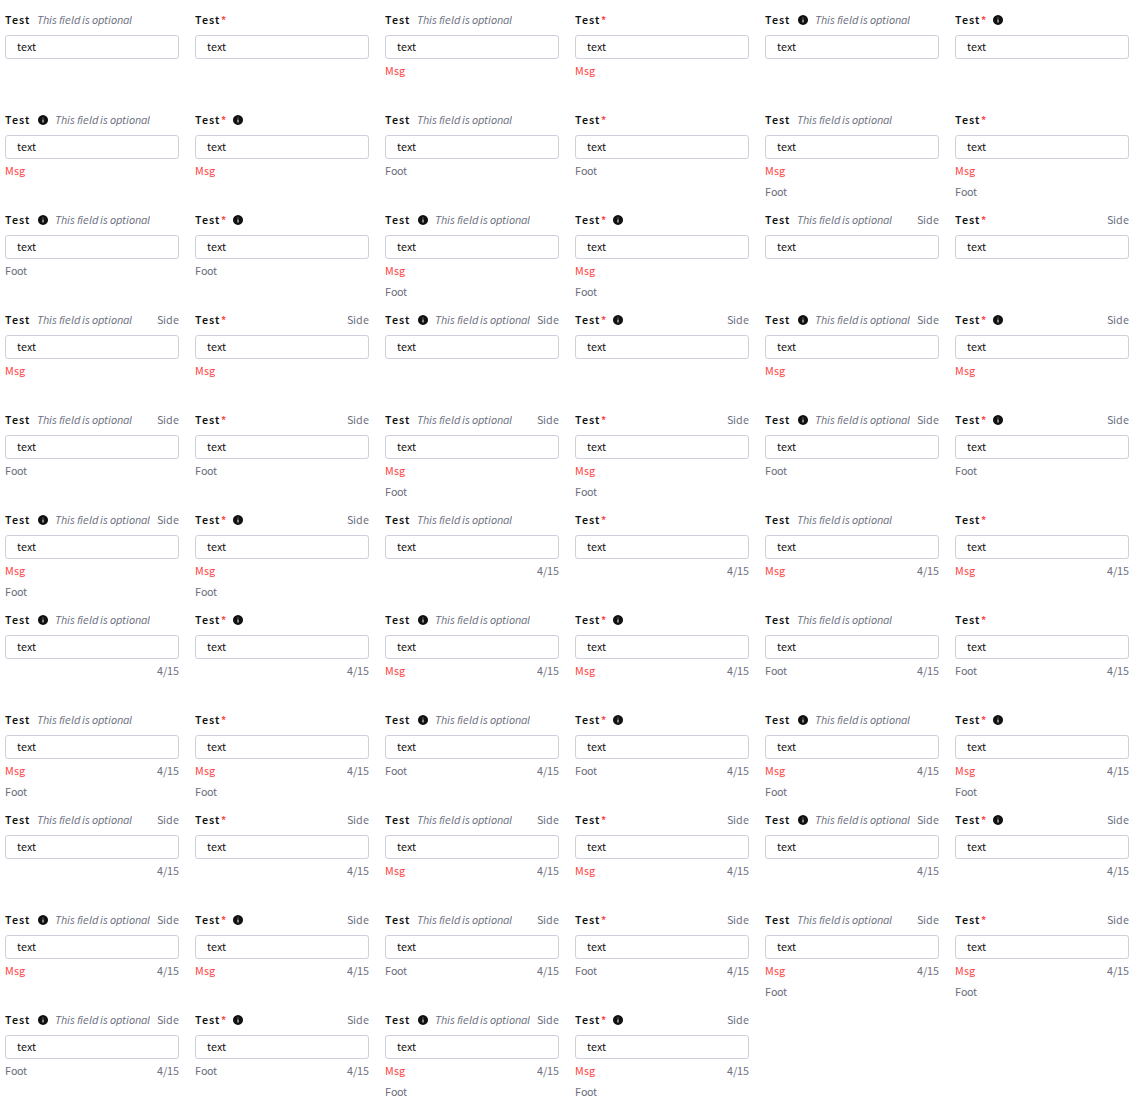 Test This field is optional Test* Test This field is optional Test* Test This field is optional Test*
text text text text text text
Msg Msg
Test This field is optional Test* Test This field is optional Test* Test This field is optional Test*
text text text text text text
Msg Msg Foot Foot Msg Msg
Foot Foot
Test This field is optional Test* Test This field is optional Test* Test This field is optional Side Test* Side
text text text text text text
Foot Foot Msg Msg
Foot Foot
Test This field is optional Side Test* Side Test This field is optional Side Test* Side Test This field is optional Side Test* Side
text text text text text text
Msg Msg Msg Msg
Test This field is optional Side Test* Side Test This field is optional Side Test* Side Test This field is optional Side Test* Side
text text text text text text
Foot Foot Msg Msg Foot Foot
Foot Foot
Test This field is optional Side Test* Side Test This field is optional Test* Test This field is optional Test*
text text text text text text
Msg Msg 4/15 4/15 Msg 4/15 Msg 4/15
Foot Foot
Test This field is optional Test* Test This field is optional Test* Test This field is optional Test*
text text text text text text
4/15 4/15 Msg 4/15 Msg 4/15 Foot 4/15 Foot 4/15
Test This field is optional Test* Test This field is optional Test* Test This field is optional Test*
text text text text text text
Msg 4/15 Msg 4/15 Foot 4/15 Foot 4/15 Msg 4/15 Msg 4/15
Foot Foot Foot Foot
Test This field is optional Side Test* Side Test This field is optional Side Test* Side Test This field is optional Side Test* Side
text text text text text text
4/15 4/15 Msg 4/15 Msg 4/15 4/15 4/15
Test This field is optional Side Test* Side Test This field is optional Side Test* Side Test This field is optional Side Test* Side
text text text text text text
Msg 4/15 Msg 4/15 Foot 4/15 Foot 4/15 Msg 4/15 Msg 4/15
Foot Foot
Test This field is optional Side Test* Side Test This field is optional Side Test* Side
text text text text
Foot 4/15 Foot 4/15 Msg 4/15 Msg 4/15
Foot Foot